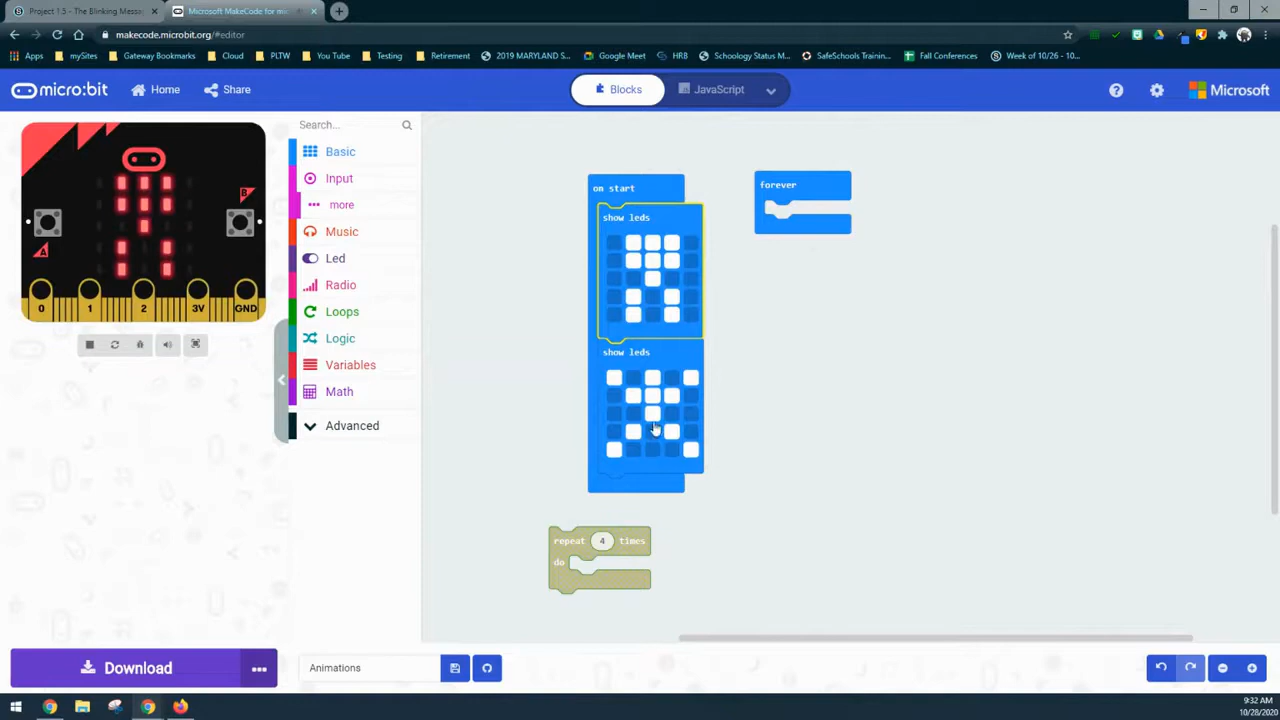 Project 1.5 - The Blinking Messa
Microsoft MakeCode for mic
makecode.microbit.org/#editor
Apps
mySites
Gateway Bookmarks
Cloud
PLTW
You Tube
Testing
Retirement
2019 MARYLAND S...
Google Meet
HRB
Schoology Status M...
SafeSchools Trainin...
Fall Conferences
Week of 10/26 - 10...
micro:bit
Home
Share
Blocks
JavaScript
Microsoft
Search...
Basic
Input
more
Music
Led
Radio
Loops
Logic
Variables
Math
Advanced
A
B
0 1 2 3V GND
on start
show leds
show leds
forever
repeat 4 times
do
Download
Animations
9:32 AM
10/28/2020